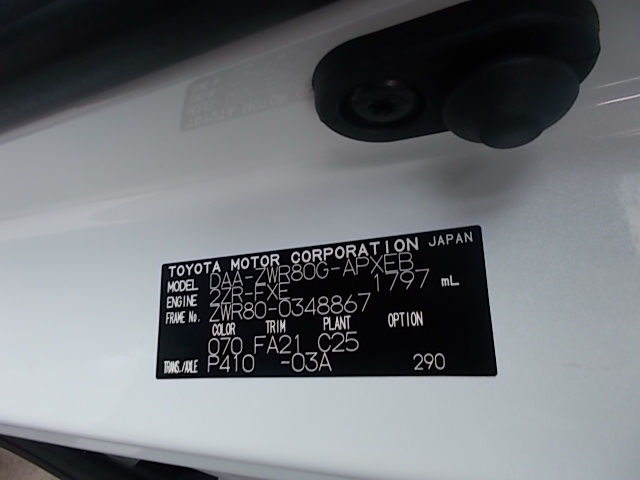 TOYOTA MOTOR CORPORATION JAPAN
MODEL DAA-ZWR80G-APXEB
ENGINE 2ZR-FXE 1797 mL
FRAME No. ZWR80-0348867
COLOR TRIM PLANT OPTION
070 FA21 C25
TRANS./AXLE P410 -03A 290